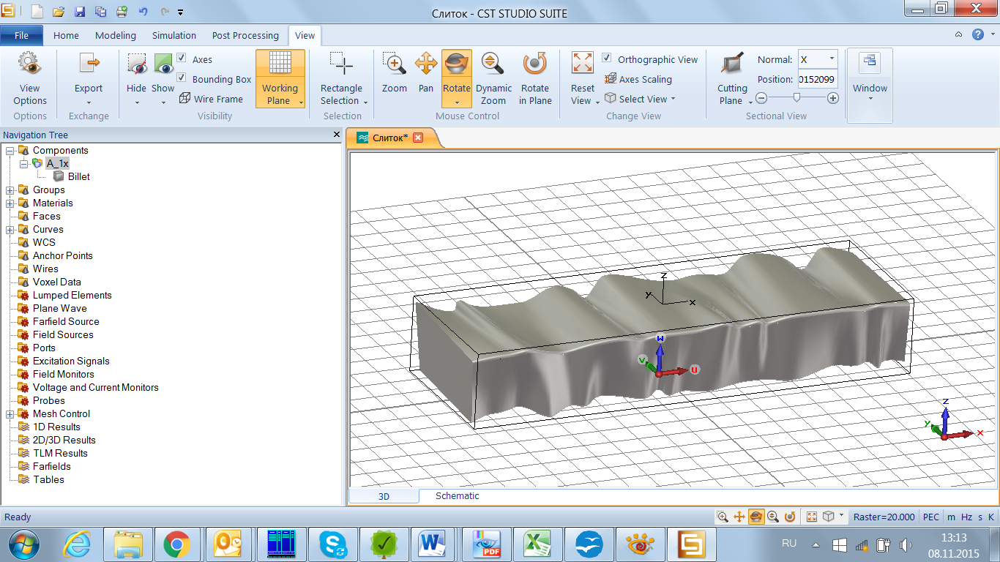 Слиток - CST STUDIO SUITE
File Home Modeling Simulation Post Processing View
View Options
Export
Hide
Show
Axes
Bounding Box
Wire Frame
Working Plane
Rectangle Selection
Zoom
Pan
Rotate
Dynamic Zoom
Rotate in Plane
Reset View
Orthographic View
Axes Scaling
Select View
Cutting Plane
Normal: X
Position: 0152099
Window
Options Exchange Visibility Selection Mouse Control Change View Sectional View
Navigation Tree
Слиток*
Components
A_1x
Billet
Groups
Materials
Faces
Curves
WCS
Anchor Points
Wires
Voxel Data
Lumped Elements
Plane Wave
Farfield Source
Field Sources
Ports
Excitation Signals
Field Monitors
Voltage and Current Monitors
Probes
Mesh Control
1D Results
2D/3D Results
TLM Results
Farfields
Tables
z
y
x
w
v
u
z
y
x
3D Schematic
Ready
Raster=20.000 PEC m Hz s K
PDF
RU
13:13
08.11.2015